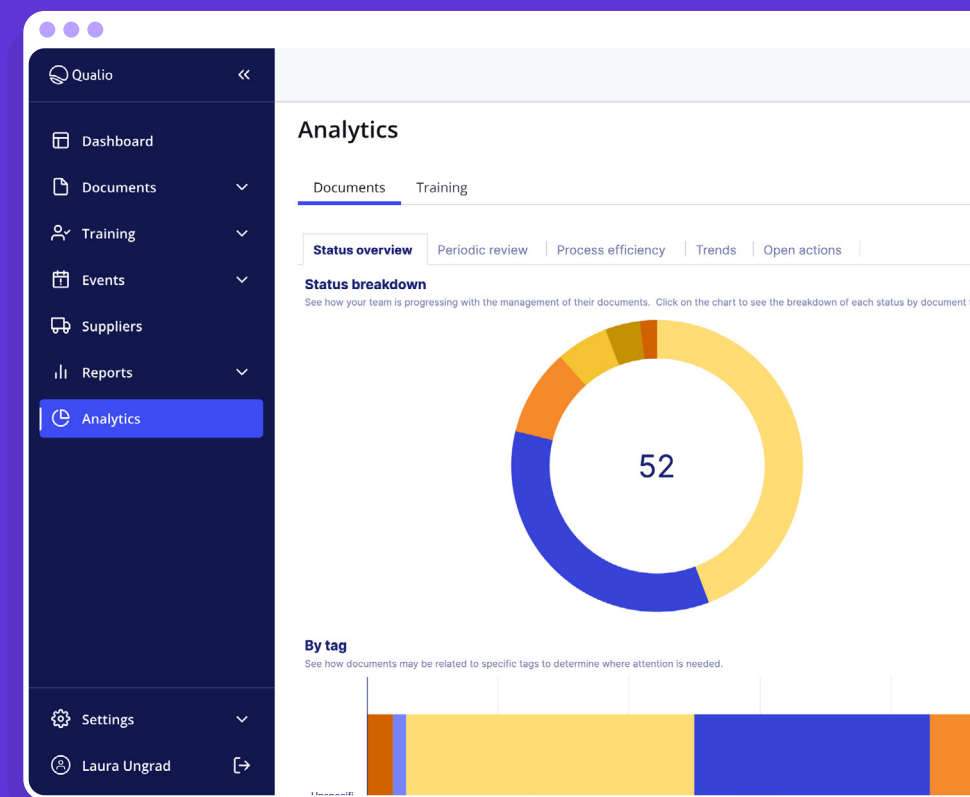 Qualio
Dashboard
Documents
Training
Events
Suppliers
Reports
Analytics
Settings
Laura Ungrad
Analytics
Documents Training
Status overview Periodic review Process efficiency Trends Open actions
Status breakdown
See how your team is progressing with the management of their documents. Click on the chart to see the breakdown of each status by document
52
By tag
See how documents may be related to specific tags to determine where attention is needed.